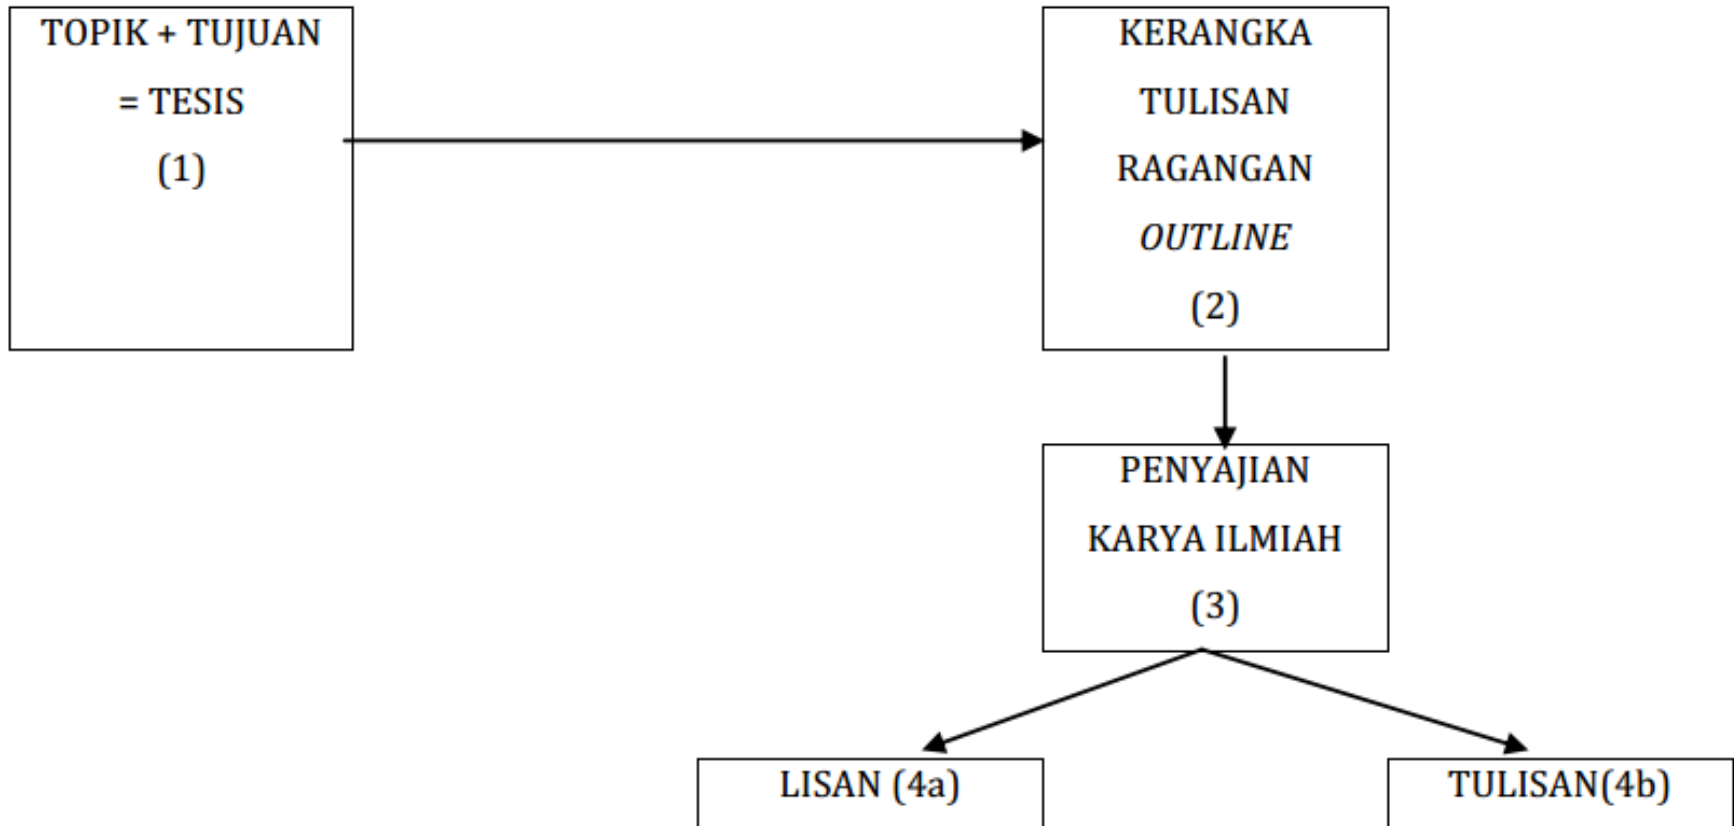 TOPIK + TUJUAN
= TESIS
(1)
KERANGKA
TULISAN
RAGANGAN
OUTLINE
(2)
PENYAJIAN
KARYA ILMIAH
(3)
LISAN (4a)
TULISAN(4b)